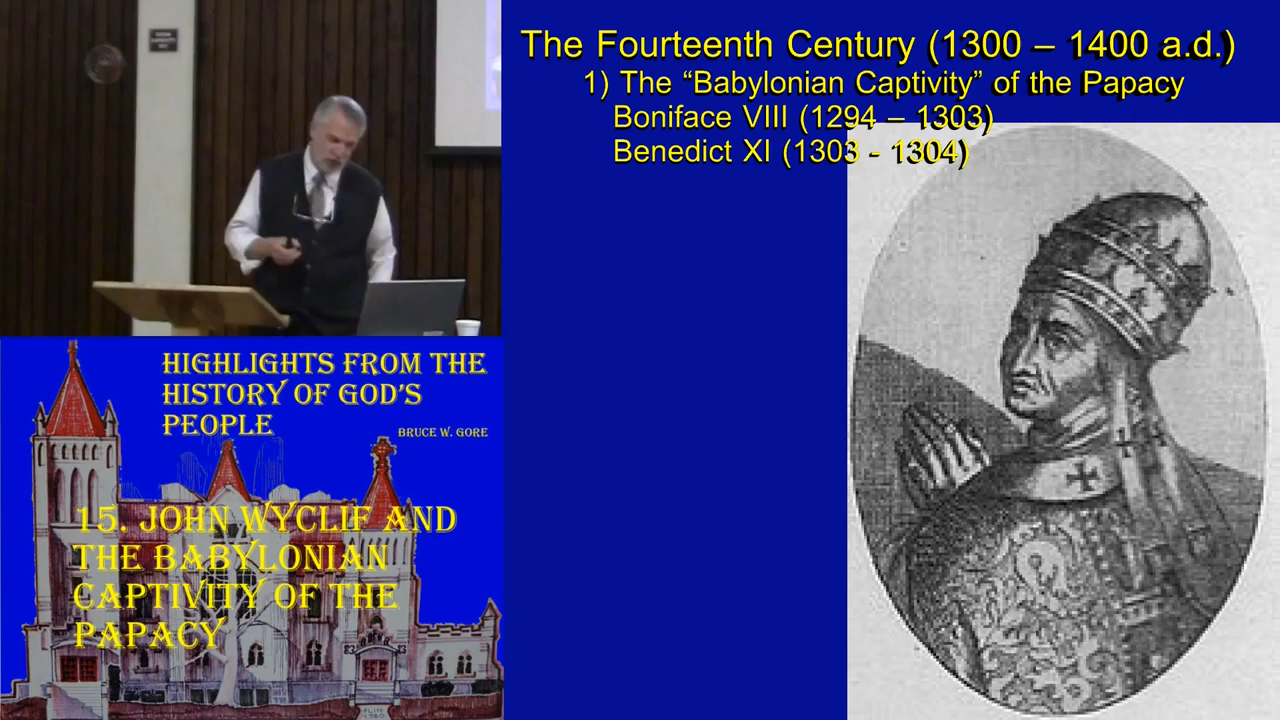 The Fourteenth Century (1300 – 1400 a.d.)
1) The “Babylonian Captivity” of the Papacy
Boniface VIII (1294 – 1303)
Benedict XI (1303 - 1304)
HIGHLIGHTS FROM THE
HISTORY OF GOD'S
PEOPLE
BRUCE W. GORE
15. JOHN WYCLIF AND
THE BABYLONIAN
CAPTIVITY OF THE
PAPACY